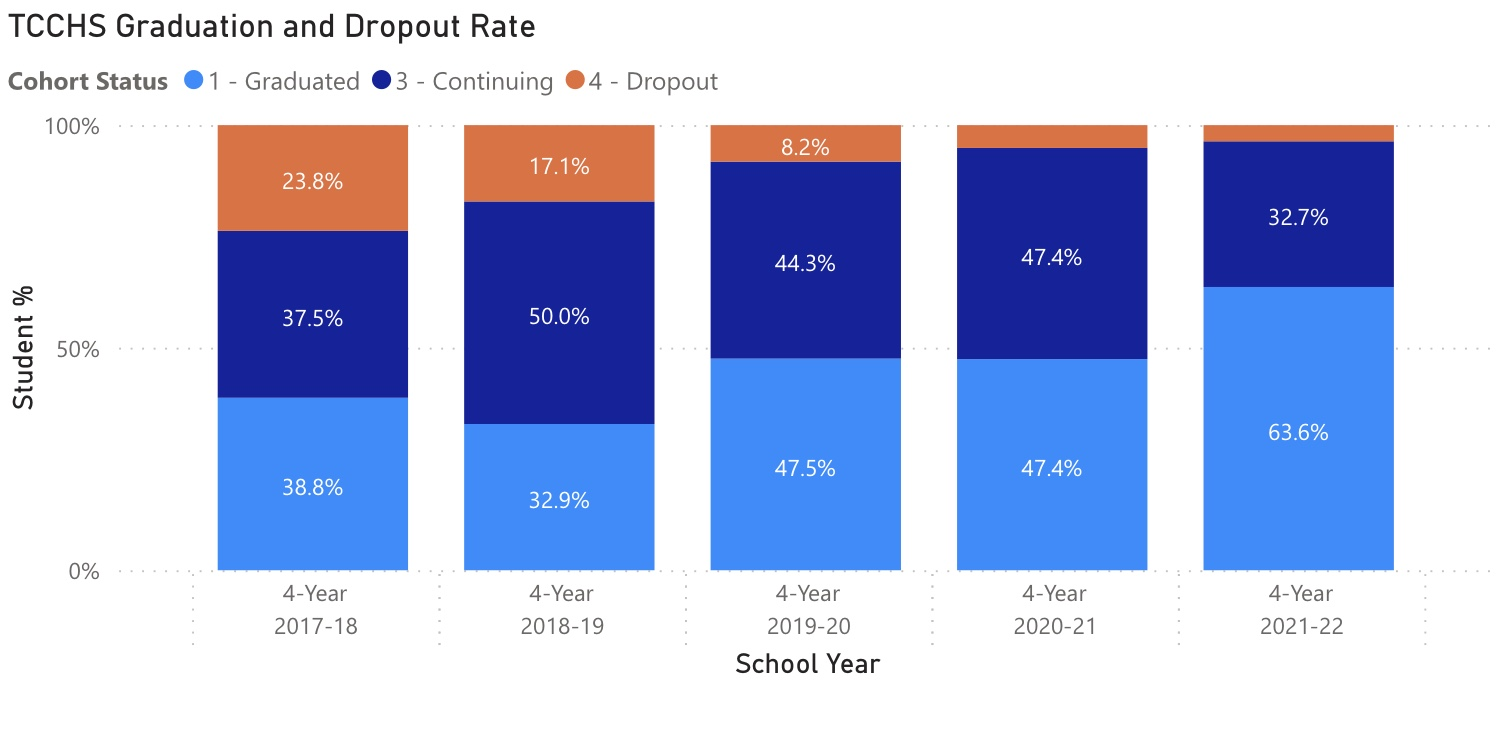 TCCHS Graduation and Dropout Rate
Cohort Status 1 - Graduated 3 - Continuing 4 - Dropout
100%
50%
0%
Student %
23.8%
37.5%
38.8%
17.1%
50.0%
32.9%
8.2%
44.3%
47.5%
47.4%
47.4%
32.7%
63.6%
4-Year 4-Year 4-Year 4-Year 4-Year
2017-18 2018-19 2019-20 2020-21 2021-22
School Year